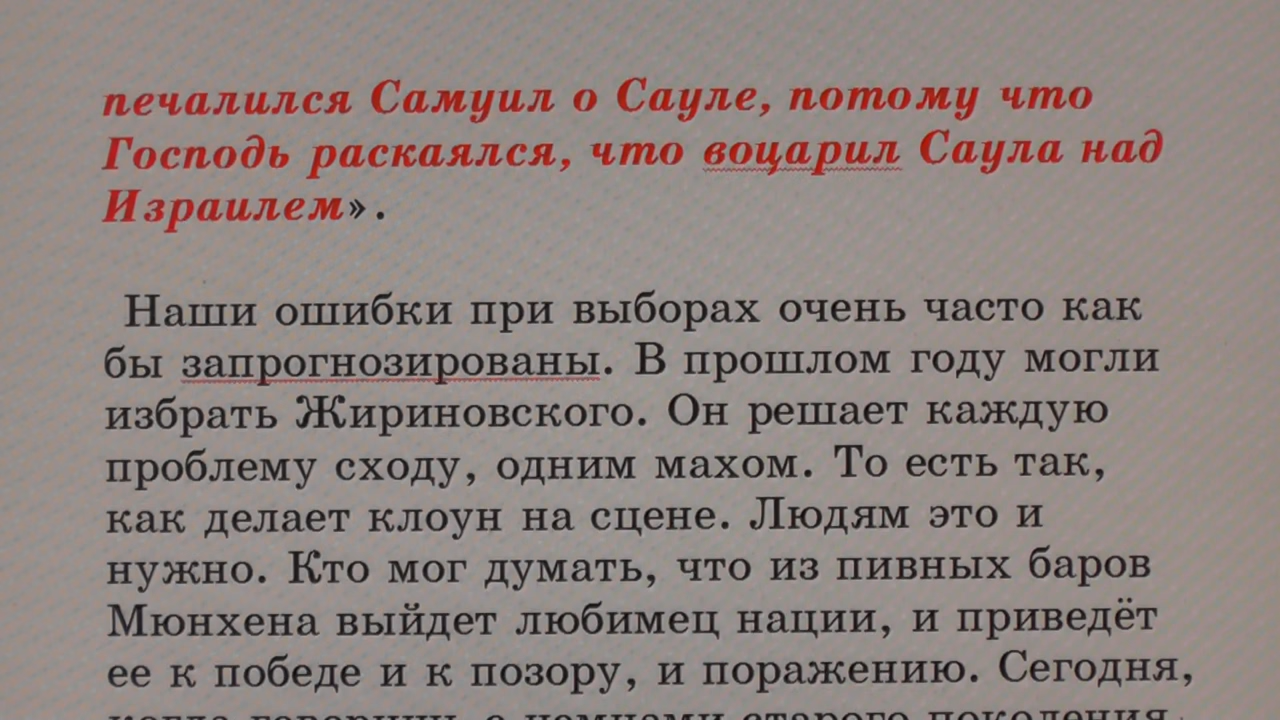 печалился Самуил о Сауле, потому что
Господь раскаялся, что воцарил Саула над
Израилем».
Наши ошибки при выборах очень часто как
бы запрогнозированы. В прошлом году могли
избрать Жириновского. Он решает каждую
проблему сходу, одним махом. То есть так,
как делает клоун на сцене. Людям это и
нужно. Кто мог думать, что из пивных баров
Мюнхена выйдет любимец нации, и приведёт
ее к победе и к позору, и поражению. Сегодня,
немцами старого поколения,